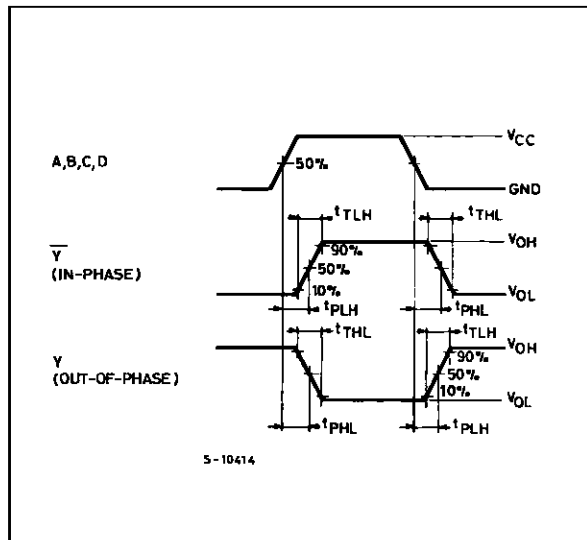 VCC
A,B,C,D
50%
GND
tTLH
tTHL
Y̅
(IN-PHASE)
VOH
90%
50%
10%
VOL
tPLH
tPHL
tTHL
tTLH
Y
(OUT-OF-PHASE)
VOH
90%
50%
10%
VOL
tPHL
tPLH
S-10414